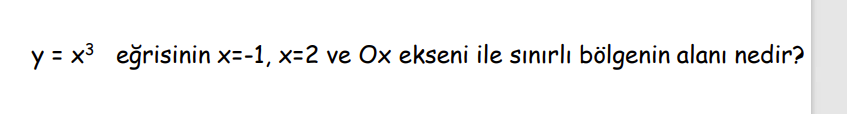 y = x³ eğrisinin x=-1, x=2 ve Ox ekseni ile sınırlı bölgenin alanı nedir?